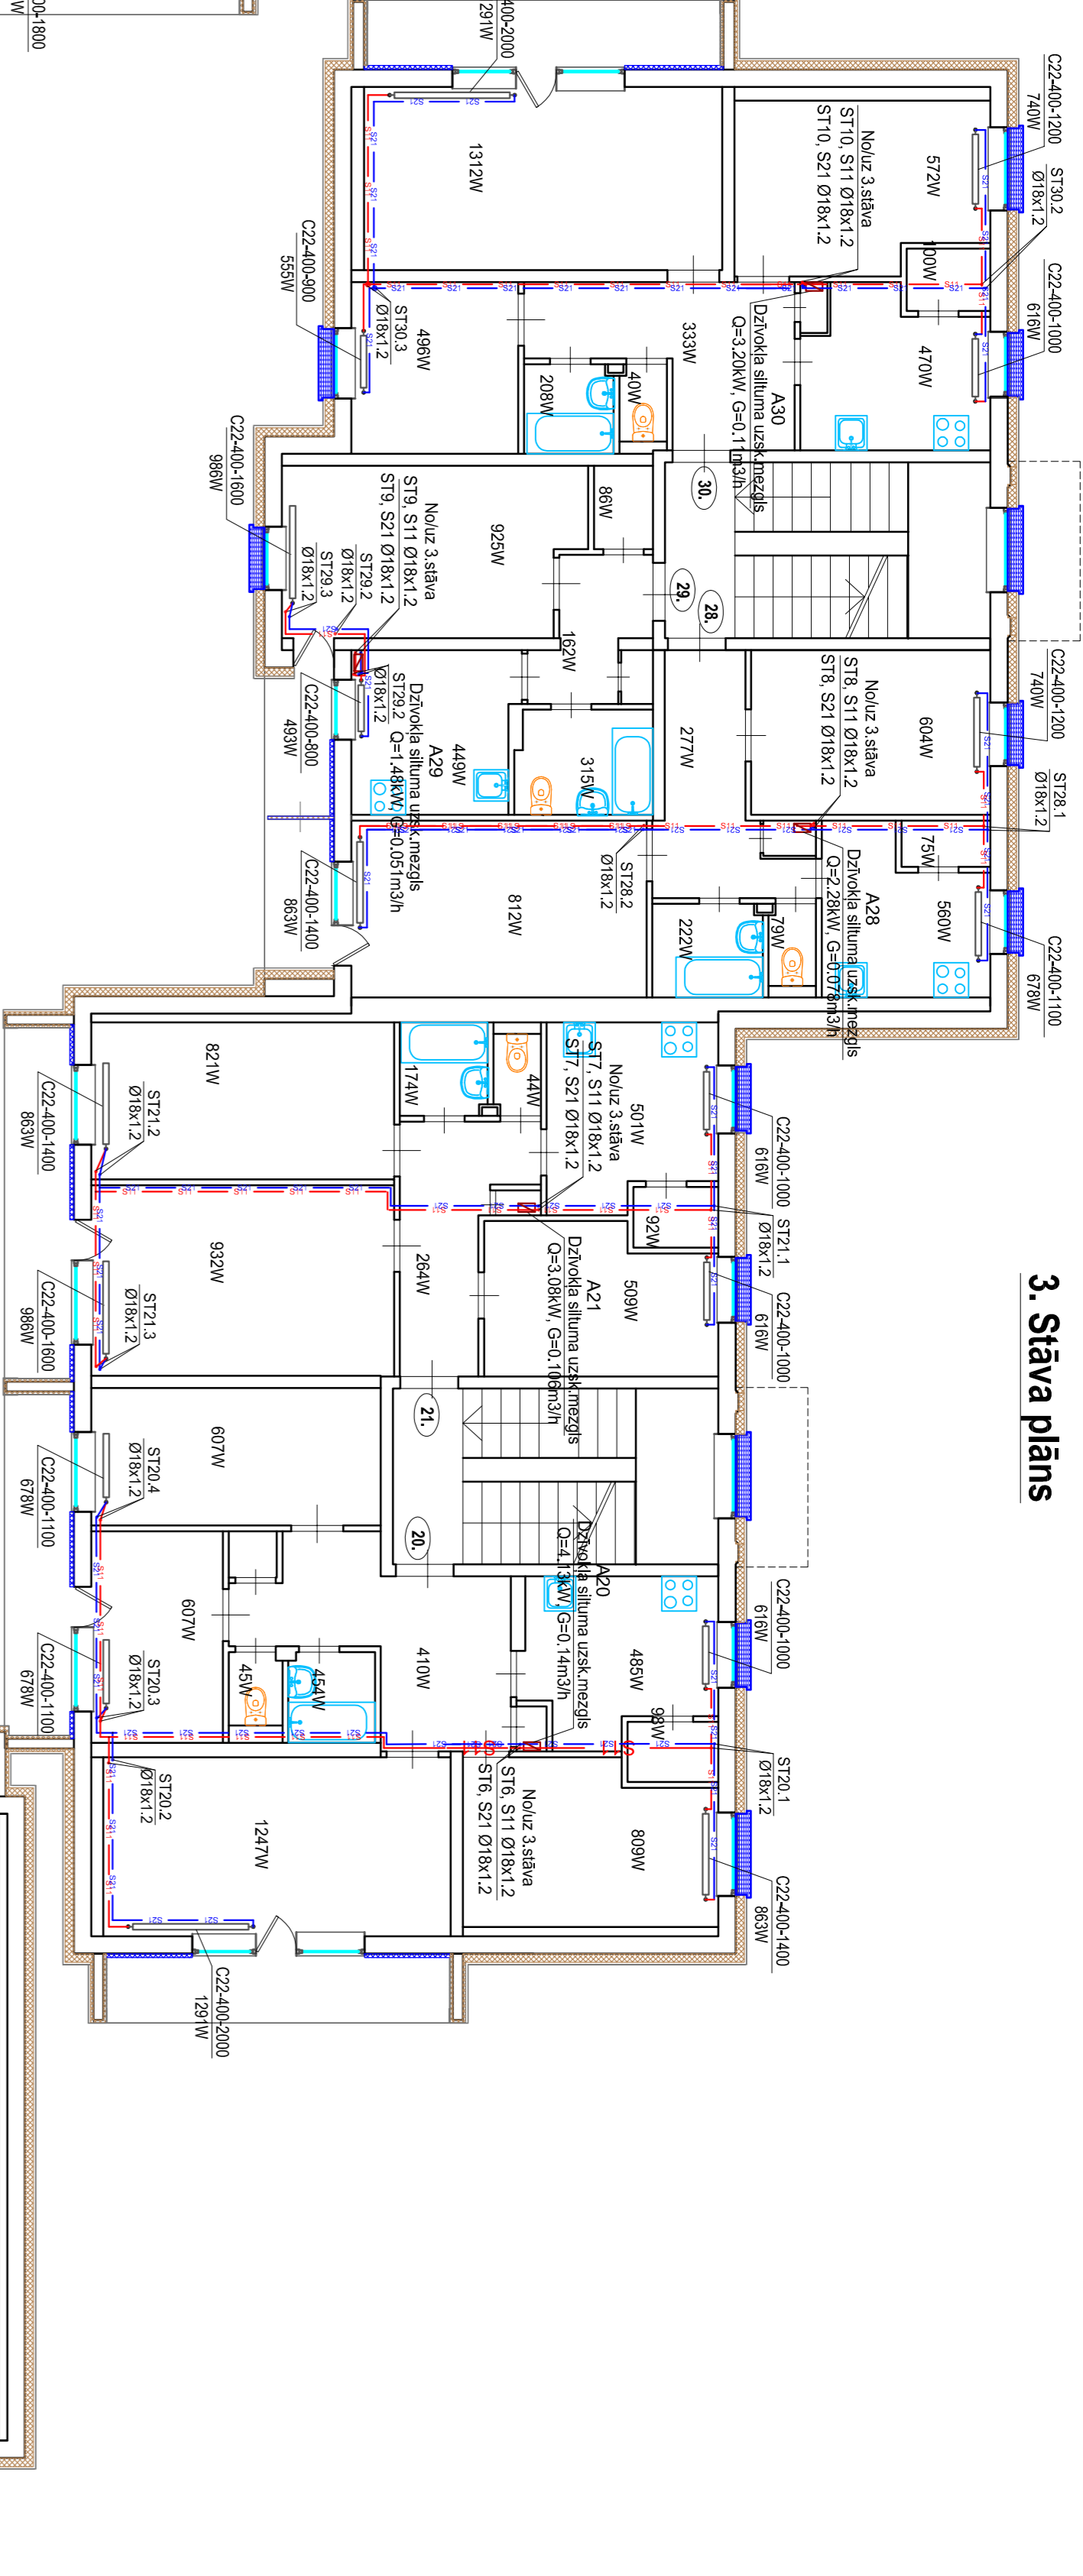 3. Stāva plāns
C22-400-1200
740W
ST30.2
Ø18x1.2
C22-400-1000
616W
C22-400-1200
740W
ST28.1
Ø18x1.2
C22-400-1100
678W
572W
100W
470W
No/uz 3.stāva
ST10, S11 Ø18x1.2
ST10, S21 Ø18x1.2
A30
Dzīvokļa siltuma uzsk.mezgls
Q=3.20kW, G=0.11m3/h
333W
40W
208W
1312W
00-2000
291W
00-1800
W
496W
ST30.3
Ø18x1.2
C22-400-900
555W
30.
29.
28.
86W
925W
162W
No/uz 3.stāva
ST9, S11 Ø18x1.2
ST9, S21 Ø18x1.2
ST29.2
Ø18x1.2
ST29.3
Ø18x1.2
C22-400-1600
986W
ST29.2
Ø18x1.2
A29
Dzīvokļa siltuma uzsk.mezgls
Q=1.48kW, G=0.051m3/h
449W
315W
C22-400-800
493W
604W
277W
No/uz 3.stāva
ST8, S11 Ø18x1.2
ST8, S21 Ø18x1.2
75W
560W
A28
Dzīvokļa siltuma uzsk.mezgls
Q=2.28kW, G=0.078m3/h
79W
222W
ST28.2
Ø18x1.2
812W
C22-400-1400
863W
C22-400-1000
616W
ST21.1
Ø18x1.2
C22-400-1000
616W
501W
No/uz 3.stāva
ST7, S11 Ø18x1.2
ST7, S21 Ø18x1.2
44W
174W
92W
509W
A21
Dzīvokļa siltuma uzsk.mezgls
Q=3.08kW, G=0.106m3/h
264W
821W
ST21.2
Ø18x1.2
C22-400-1400
863W
932W
ST21.3
Ø18x1.2
C22-400-1600
986W
21.
20.
607W
ST20.4
Ø18x1.2
C22-400-1100
678W
C22-400-1000
616W
ST20.1
Ø18x1.2
C22-400-1400
863W
485W
98W
809W
A20
Dzīvokļa siltuma uzsk.mezgls
Q=4.13kW, G=0.14m3/h
No/uz 3.stāva
ST6, S11 Ø18x1.2
ST6, S21 Ø18x1.2
410W
454W
45W
607W
ST20.3
Ø18x1.2
C22-400-1100
678W
ST20.2
Ø18x1.2
1247W
C22-400-2000
1291W
S11
S21